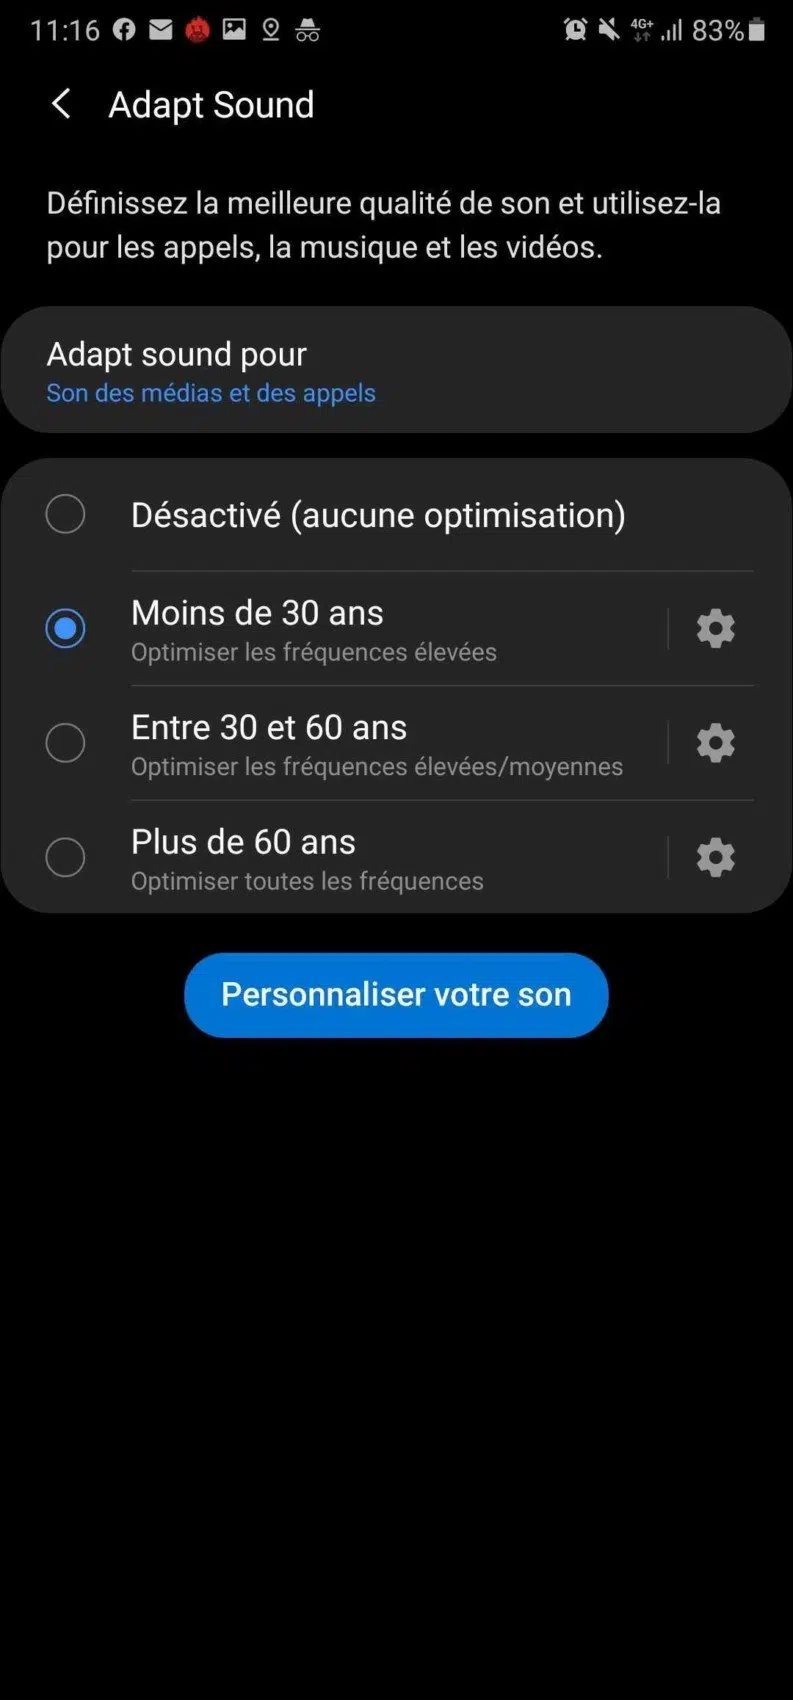 11:16 4G+ 83%
Adapt Sound
Définissez la meilleure qualité de son et utilisez-la
pour les appels, la musique et les vidéos.
Adapt sound pour
Son des médias et des appels
Désactivé (aucune optimisation)
Moins de 30 ans
Optimiser les fréquences élevées
Entre 30 et 60 ans
Optimiser les fréquences élevées/moyennes
Plus de 60 ans
Optimiser toutes les fréquences
Personnaliser votre son